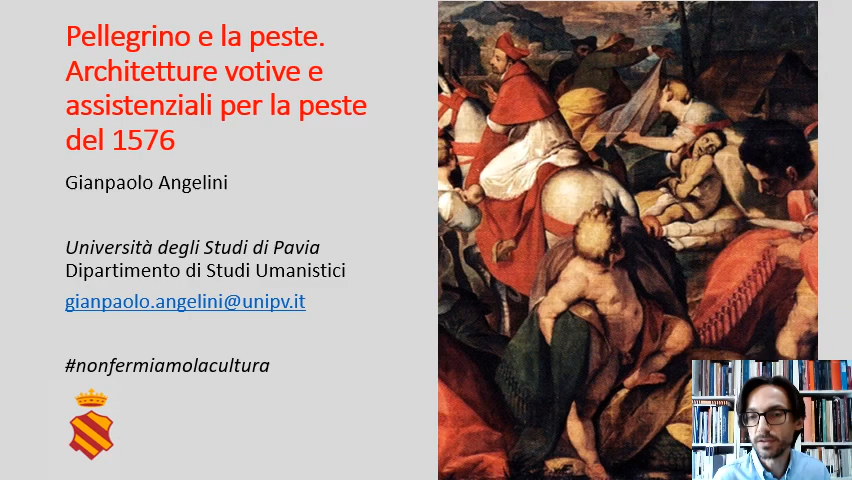 Pellegrino e la peste.
Architetture votive e
assistenziali per la peste
del 1576
Gianpaolo Angelini
Università degli Studi di Pavia
Dipartimento di Studi Umanistici
gianpaolo.angelini@unipv.it
#nonfermiamolacultura